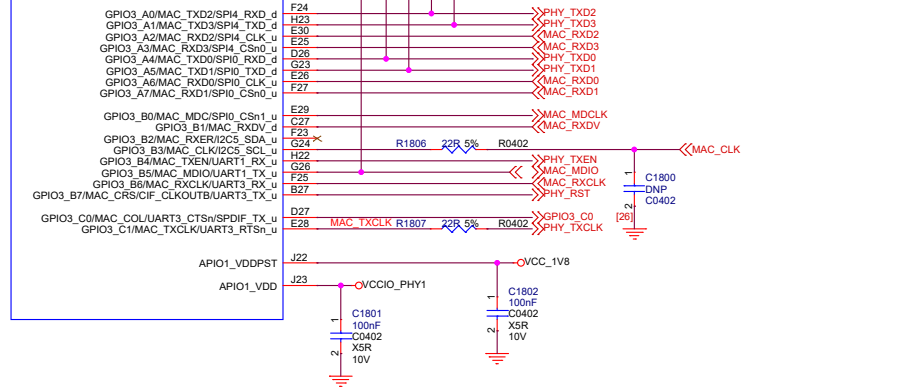 GPIO3_A0/MAC_TXD2/SPI4_RXD_d F24 PHY_TXD2
GPIO3_A1/MAC_TXD3/SPI4_TXD_d H23 PHY_TXD3
GPIO3_A2/MAC_RXD2/SPI4_CLK_u E30 MAC_RXD2
GPIO3_A3/MAC_RXD3/SPI4_CSn0_u E25 MAC_RXD3
GPIO3_A4/MAC_TXD0/SPI0_RXD_d D26 PHY_TXD0
GPIO3_A5/MAC_TXD1/SPI0_TXD_d G23 PHY_TXD1
GPIO3_A6/MAC_RXD0/SPI0_CLK_u E26 MAC_RXD0
GPIO3_A7/MAC_RXD1/SPI0_CSn0_u F27 MAC_RXD1
GPIO3_B0/MAC_MDC/SPI0_CSn1_u E29 MAC_MDCLK
GPIO3_B1/MAC_RXDV_d C27 MAC_RXDV
GPIO3_B2/MAC_RXER/I2C5_SDA_u F23
GPIO3_B3/MAC_CLK/I2C5_SCL_u G24 R1806 22R 5% R0402 MAC_CLK
GPIO3_B4/MAC_TXEN/UART1_RX_u H22 PHY_TXEN
GPIO3_B5/MAC_MDIO/UART1_TX_u G26 MAC_MDIO
GPIO3_B6/MAC_RXCLK/UART3_RX_u F25 MAC_RXCLK
GPIO3_B7/MAC_CRS/CIF_CLKOUTB/UART3_TX_u B27 PHY_RST
1 C1800
DNP
2 C0402
[26]
GPIO3_C0/MAC_COL/UART3_CTSn/SPDIF_TX_u D27 GPIO3_C0
GPIO3_C1/MAC_TXCLK/UART3_RTSn_u E28 MAC_TXCLK R1807 22R 5% R0402 PHY_TXCLK
APIO1_VDDPST J22 VCC_1V8
APIO1_VDD J23 VCCIO_PHY1
1 C1802
100nF
C0402
2 X5R
10V
1 C1801
100nF
C0402
2 X5R
10V